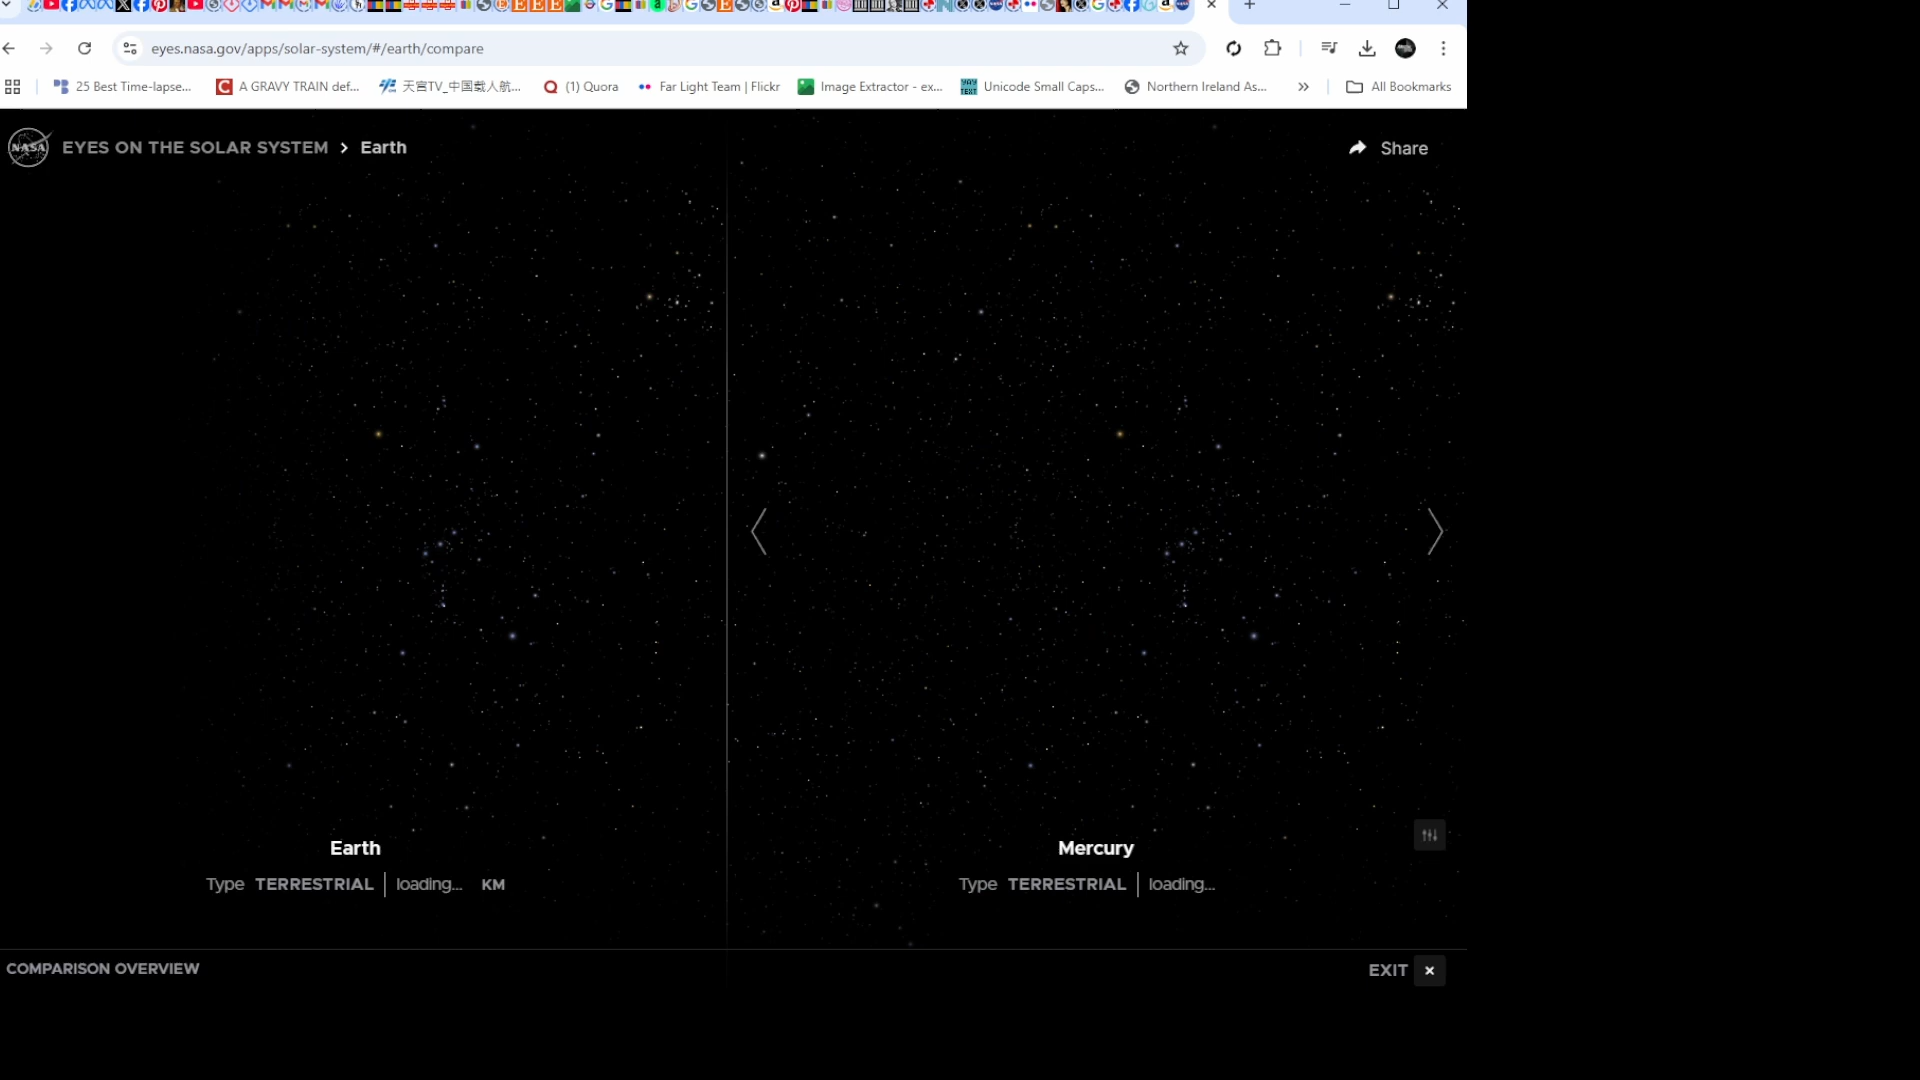 eyes.nasa.gov/apps/solar-system/#/earth/compare
25 Best Time-lapse...
A GRAVY TRAIN def...
天宫TV_中国载人航...
(1) Quora
Far Light Team | Flickr
Image Extractor - ex...
Unicode Small Caps...
Northern Ireland As...
All Bookmarks
NASA
EYES ON THE SOLAR SYSTEM
Earth
Share
Earth
Mercury
Type TERRESTRIAL loading... KM
Type TERRESTRIAL loading...
COMPARISON OVERVIEW
EXIT